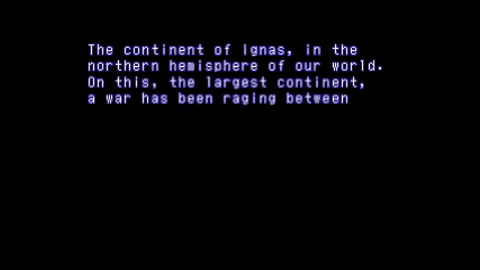 The continent of Ignas, in the
northern hemisphere of our world.
On this, the largest continent,
a war has been raging between